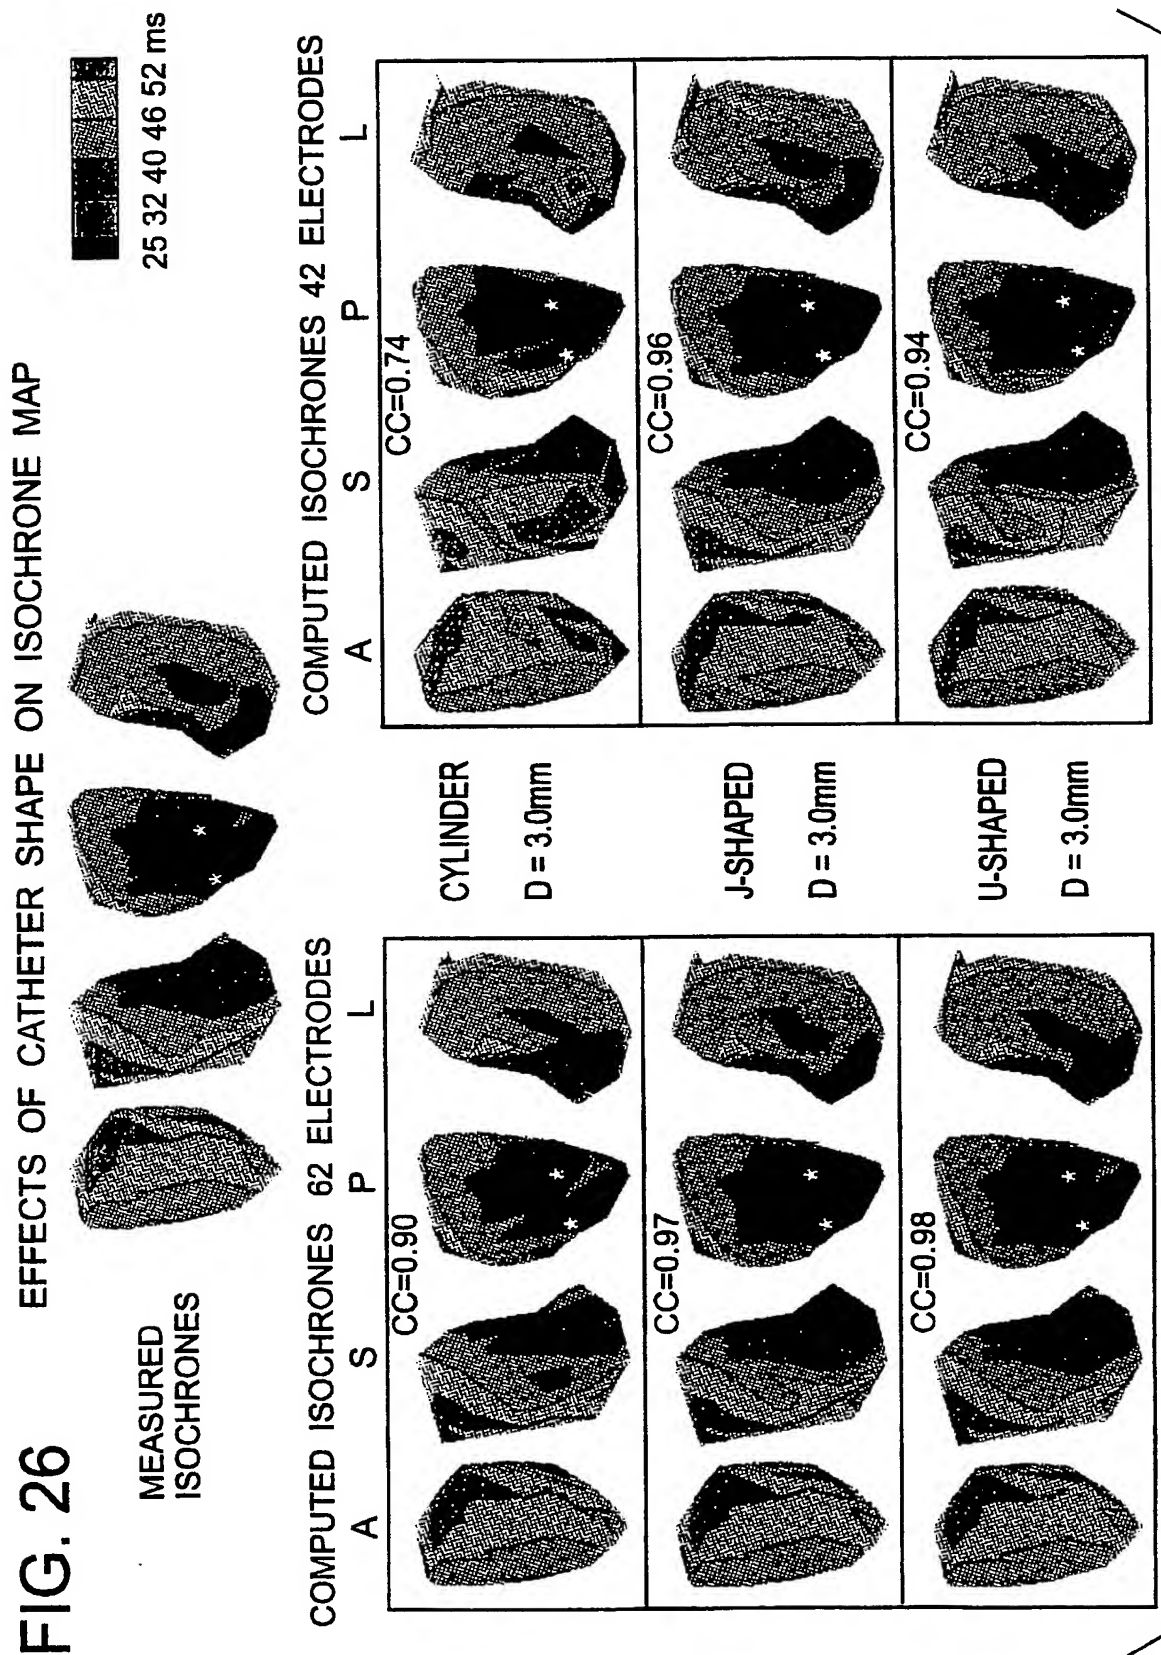 FIG. 26
EFFECTS OF CATHETER SHAPE ON ISOCHRONE MAP
25 32 40 46 52 ms
MEASURED
ISOCHRONES
COMPUTED ISOCHRONES 62 ELECTRODES
A S P L
CC=0.90
CC=0.97
CC=0.98
* *
* *
* *
* *
CYLINDER
D = 3.0mm
J-SHAPED
D = 3.0mm
U-SHAPED
D = 3.0mm
COMPUTED ISOCHRONES 42 ELECTRODES
A S P L
CC=0.74
CC=0.96
CC=0.94
* *
* *
* *